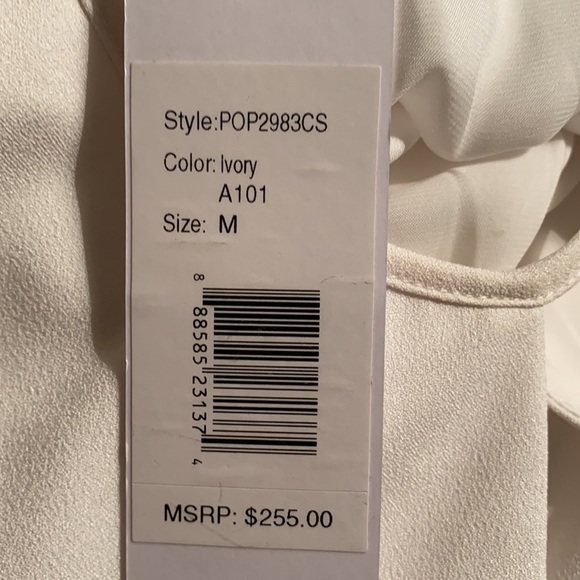 Style:POP2983CS
Color: Ivory
A101
Size: M
8 88585 23137 4
MSRP: $255.00